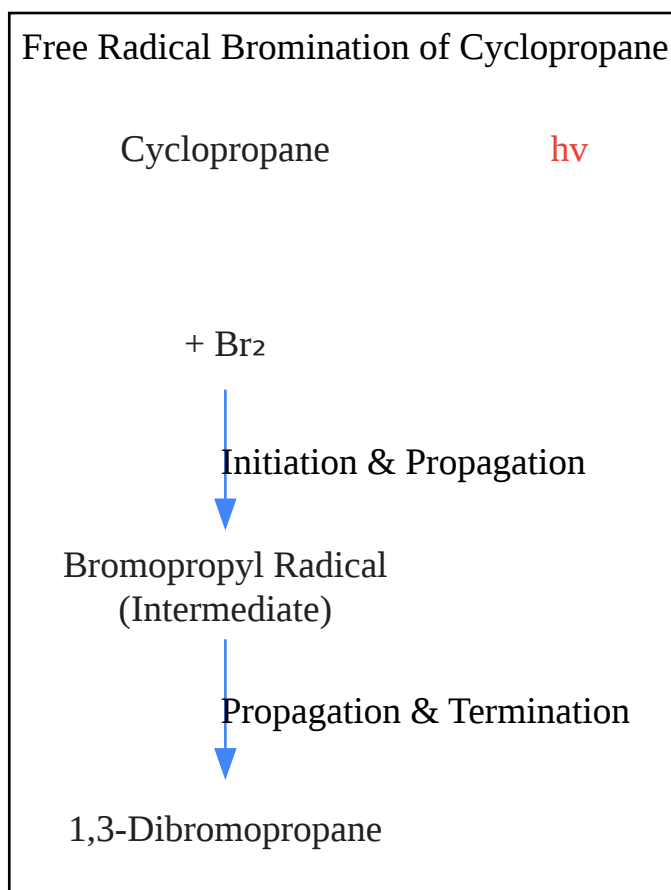 Free Radical Bromination of Cyclopropane
Cyclopropane hv
+ Br₂
Initiation & Propagation
Bromopropyl Radical
(Intermediate)
Propagation & Termination
1,3-Dibromopropane